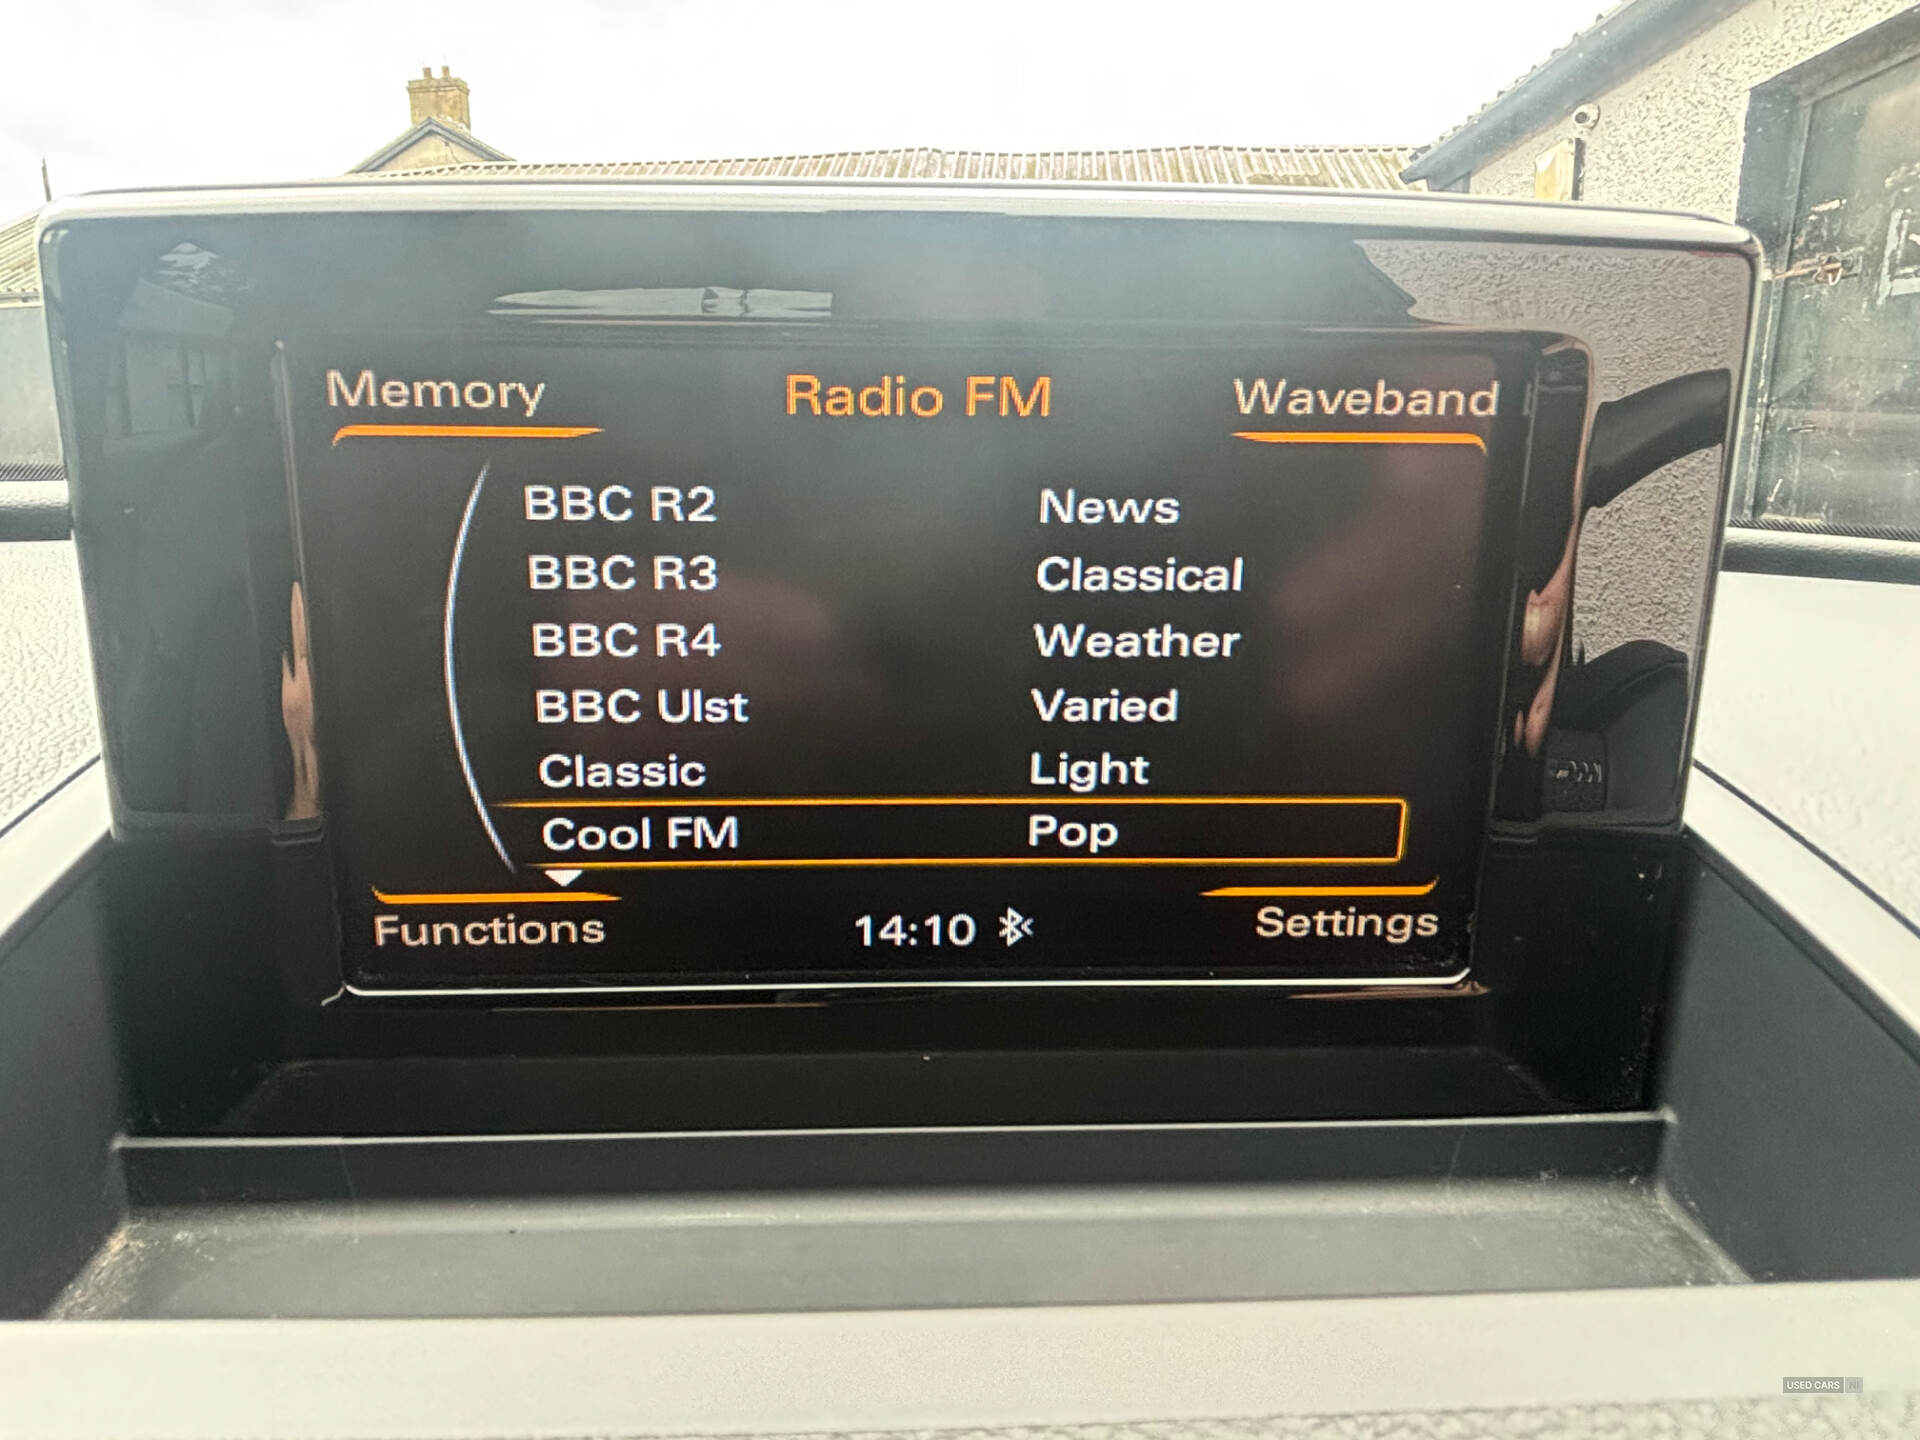 Memory Radio FM Waveband
BBC R2 News
BBC R3 Classical
BBC R4 Weather
BBC Ulst Varied
Classic Light
Cool FM Pop
Functions 14:10 Settings
USED CARS NI